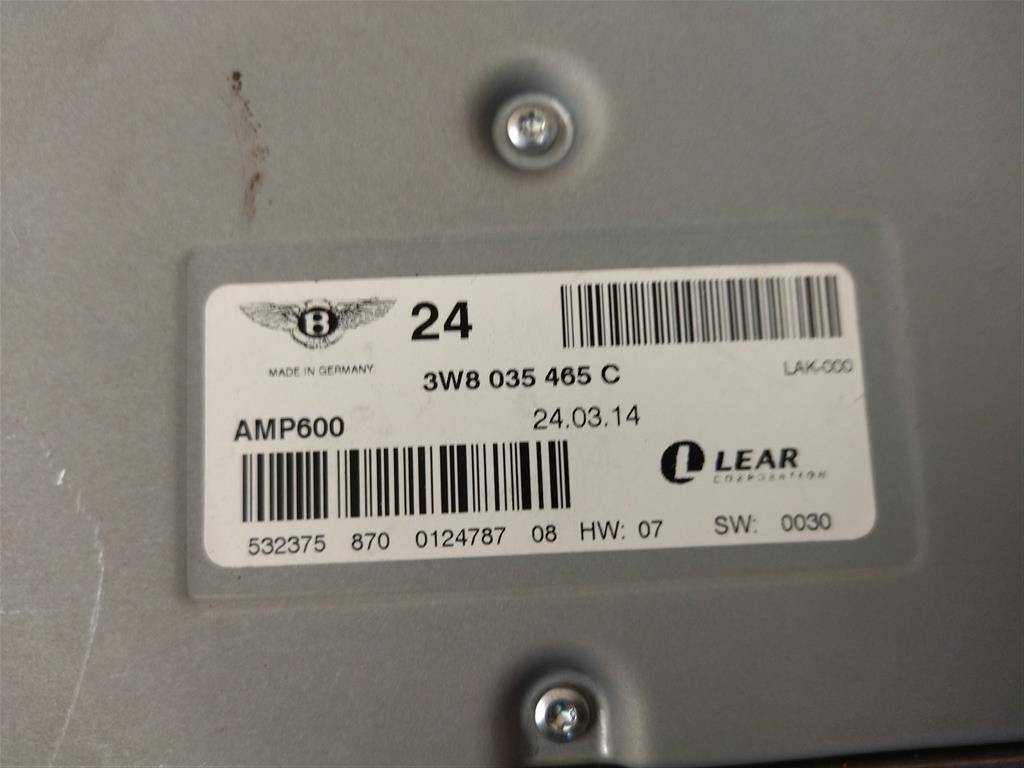 B
24
MADE IN GERMANY
3W8 035 465 C
LAK-000
AMP600
24.03.14
LEAR
CORPORATION
532375 870 0124787 08 HW: 07 SW: 0030